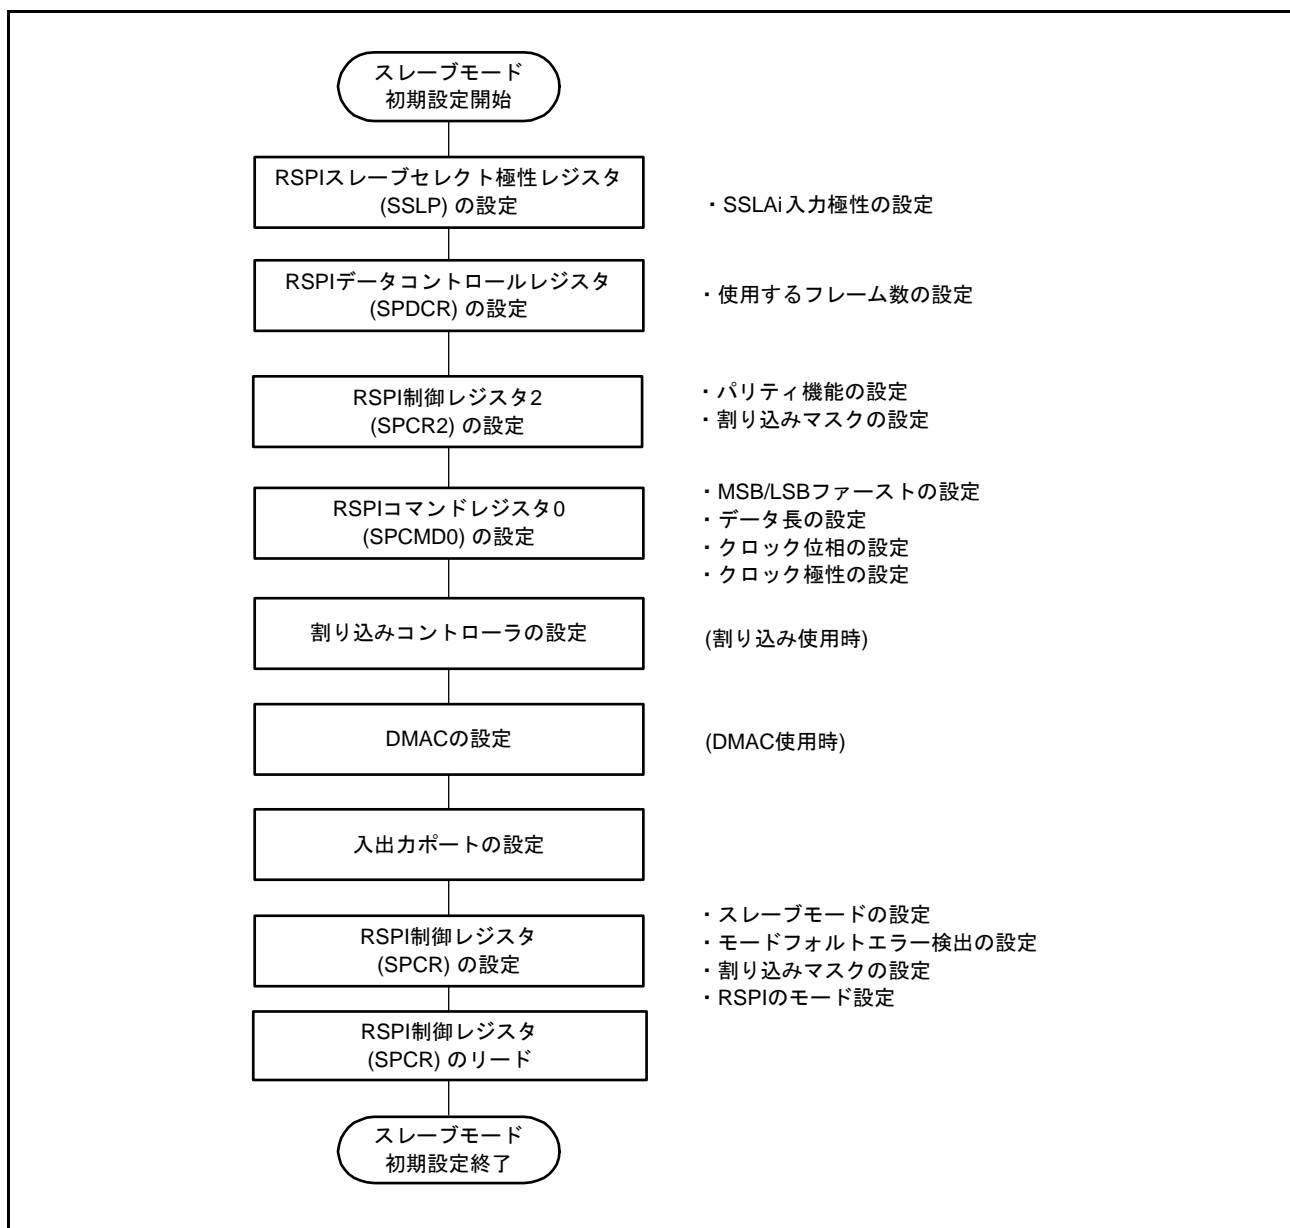 スレーブモード
初期設定開始
RSPIスレーブセレクト極性レジスタ
(SSLP) の設定
・SSLAi入力極性の設定
RSPIデータコントロールレジスタ
(SPDCR) の設定
・使用するフレーム数の設定
RSPI制御レジスタ2
(SPCR2) の設定
・パリティ機能の設定
・割り込みマスクの設定
RSPIコマンドレジスタ0
(SPCMD0) の設定
・MSB/LSBファーストの設定
・データ長の設定
・クロック位相の設定
・クロック極性の設定
割り込みコントローラの設定
(割り込み使用時)
DMACの設定
(DMAC使用時)
入出力ポートの設定
RSPI制御レジスタ
(SPCR) の設定
・スレーブモードの設定
・モードフォルトエラー検出の設定
・割り込みマスクの設定
・RSPIのモード設定
RSPI制御レジスタ
(SPCR) のリード
スレーブモード
初期設定終了